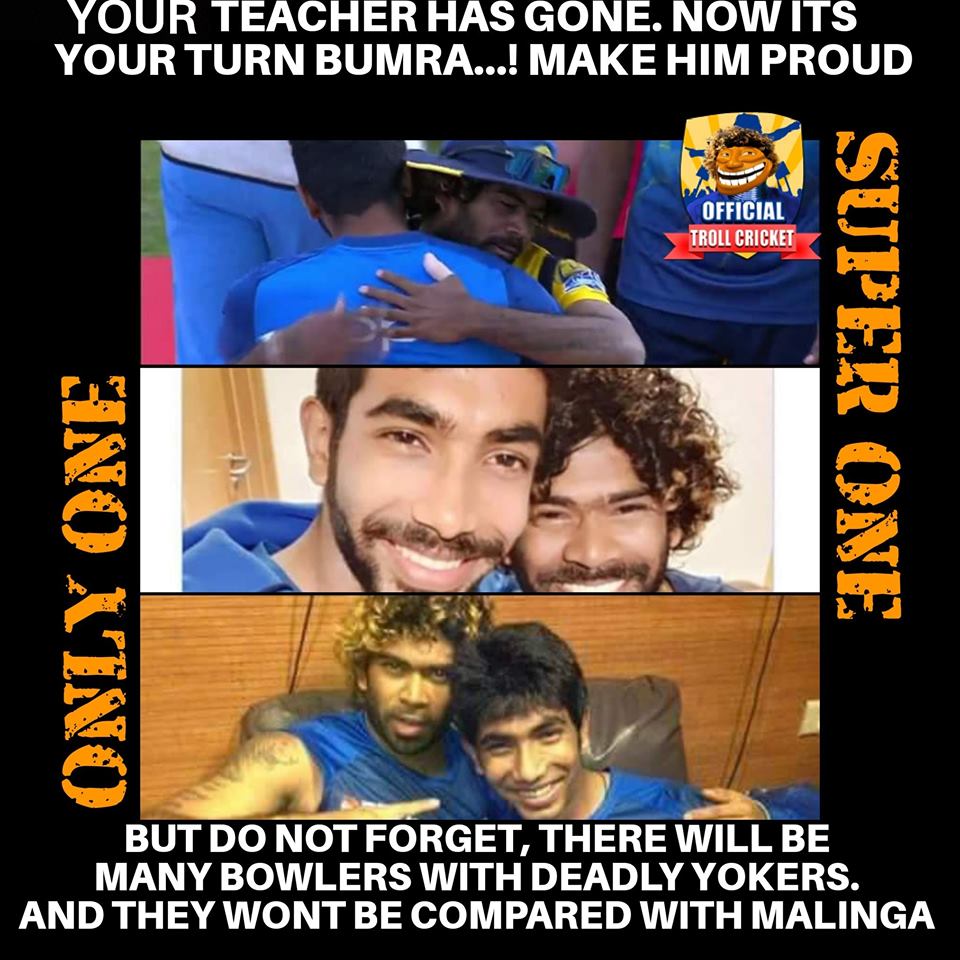 YOUR TEACHER HAS GONE. NOW ITS
YOUR TURN BUMRA...! MAKE HIM PROUD
OFFICIAL
TROLL CRICKET
SUPER ONE
ONLY ONE
BUT DO NOT FORGET, THERE WILL BE
MANY BOWLERS WITH DEADLY YOKERS.
AND THEY WONT BE COMPARED WITH MALINGA